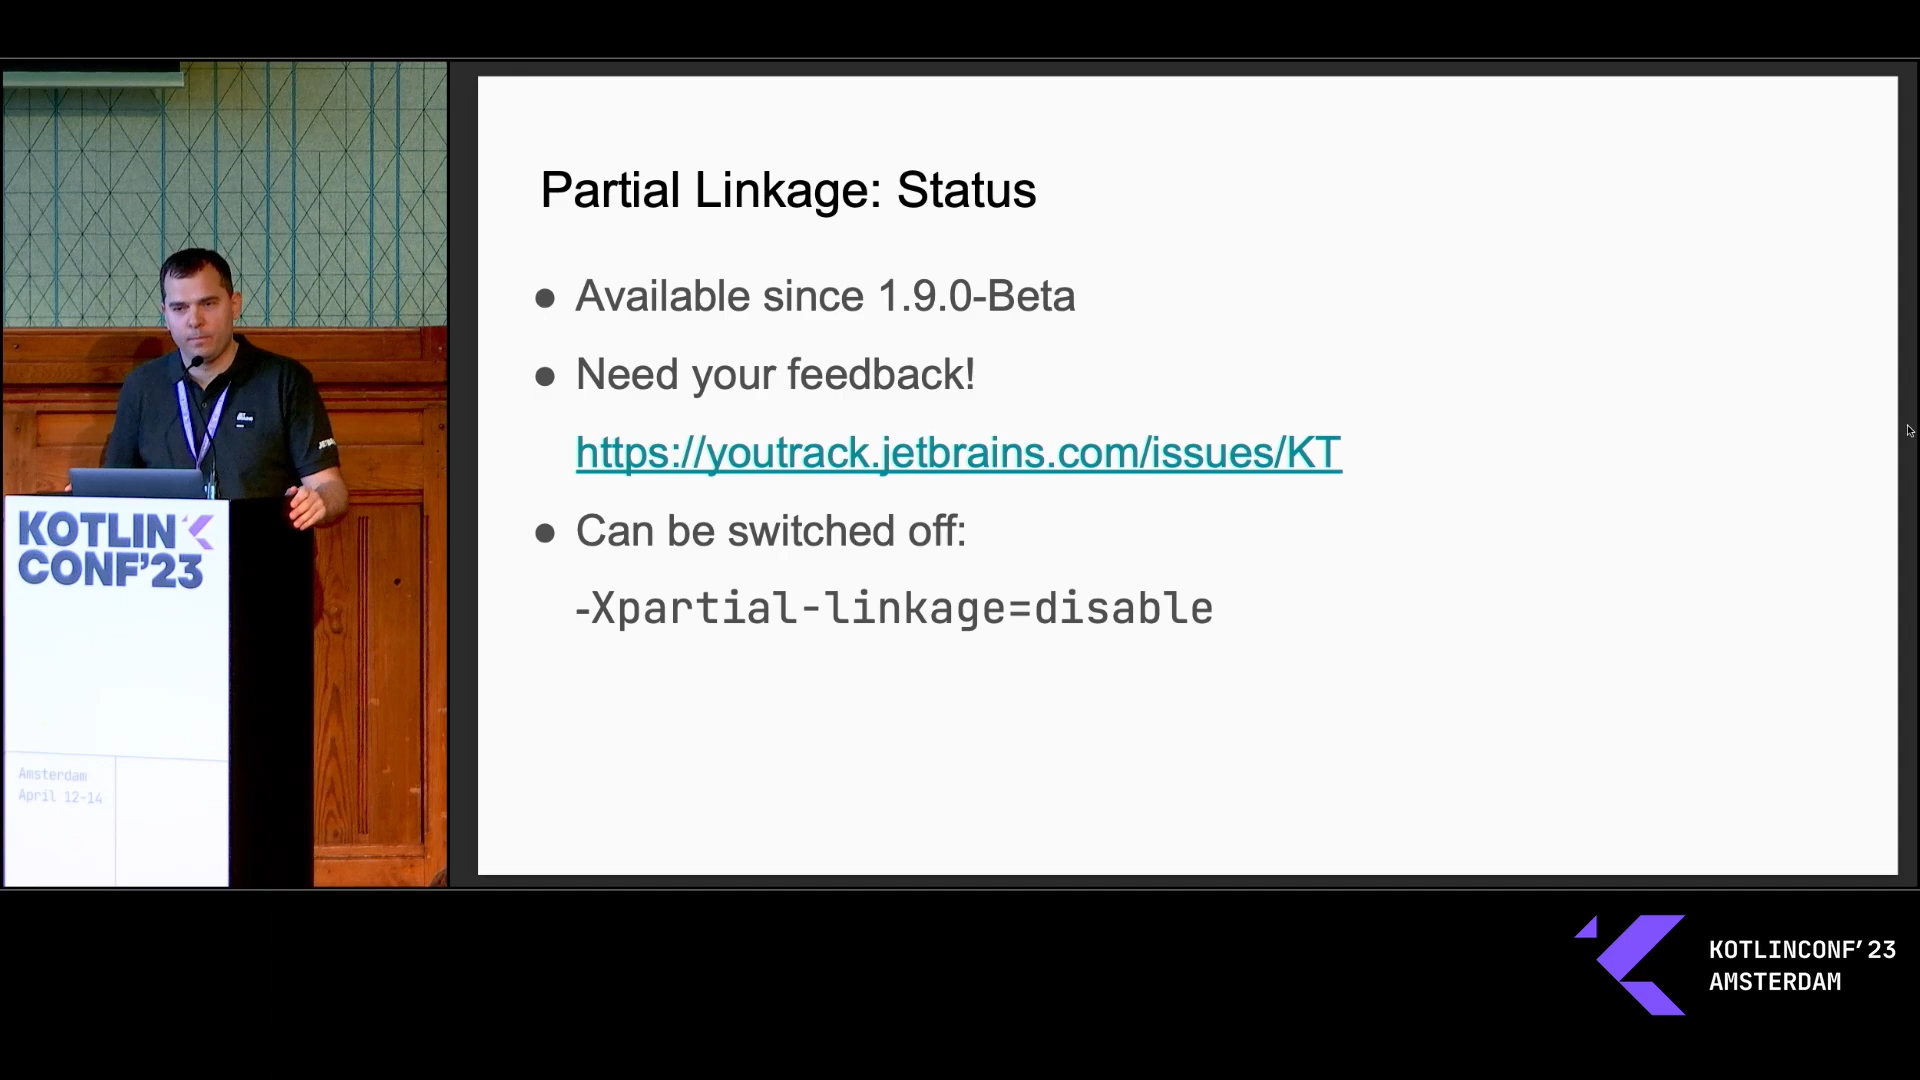 Partial Linkage: Status
● Available since 1.9.0-Beta
● Need your feedback!
https://youtrack.jetbrains.com/issues/KT
● Can be switched off:
-Xpartial-linkage=disable
KOTLIN
CONF'23
Amsterdam
April 12-14
KOTLINCONF'23
AMSTERDAM